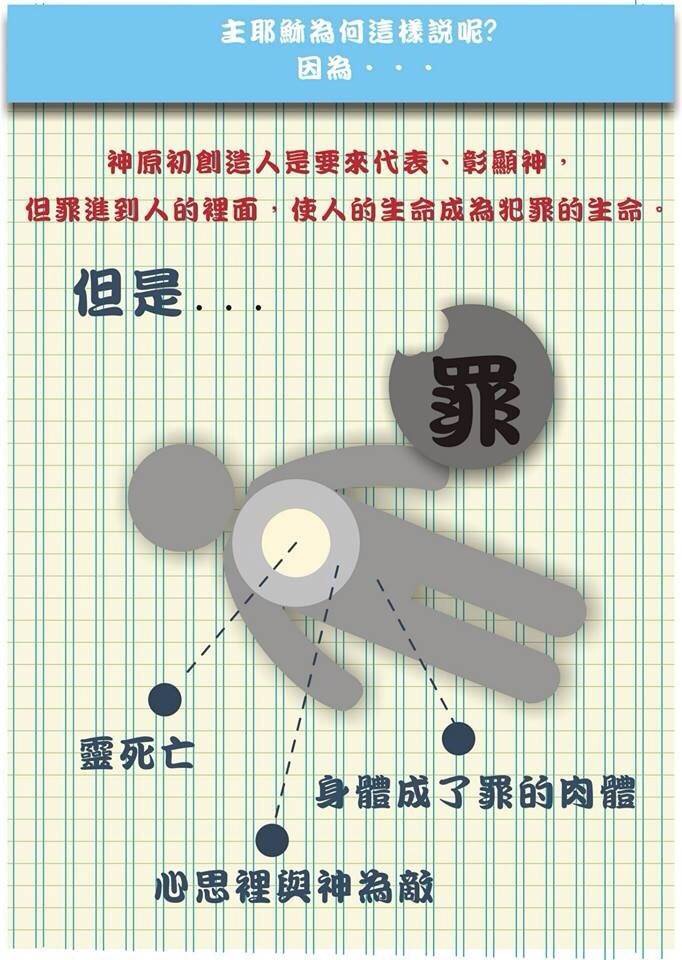 主耶穌為何這樣說呢?
因為...
神原初創造人是要來代表、彰顯神，
但罪進到人的裡面，使人的生命成為犯罪的生命。
但是...
罪
靈死亡
身體成了罪的肉體
心思裡與神為敵